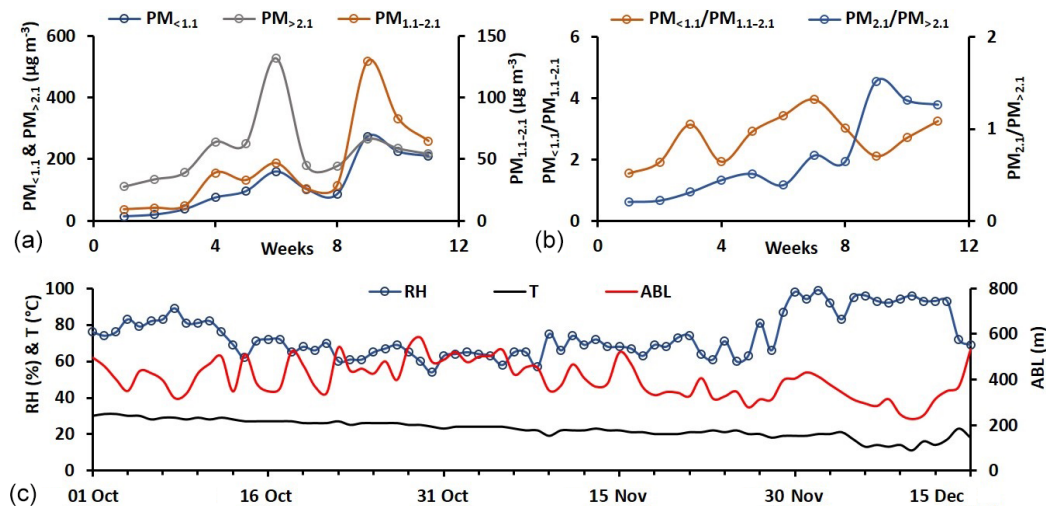 PM<1.1 PM>2.1 PM1.1–2.1
600 400 200 0
PM<1.1 & PM>2.1 (µg m-3)
150 100 50 0
PM1.1–2.1 (µg m-3)
0 4 8 12
Weeks
(a)
PM<1.1/PM1.1–2.1 PM2.1/PM>2.1
6 4 2 0
PM<1.1/PM1.1–2.1
2 1 0
PM2.1/PM>2.1
0 4 8 12
Weeks
(b)
RH T ABL
100 80 60 40 20 0
RH (%) & T (°C)
800 600 400 200 0
ABL (m)
01 Oct 16 Oct 31 Oct 15 Nov 30 Nov 15 Dec
(c)